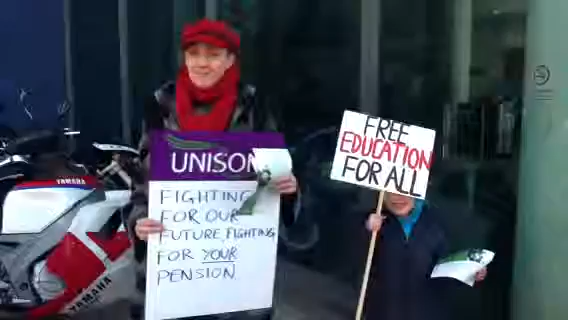 UNISON
FIGHTING
FOR OUR
FUTURE, FIGHTING
FOR YOUR
PENSION
FREE
EDUCATION
FOR ALL
YAMAHA
YAMAHA